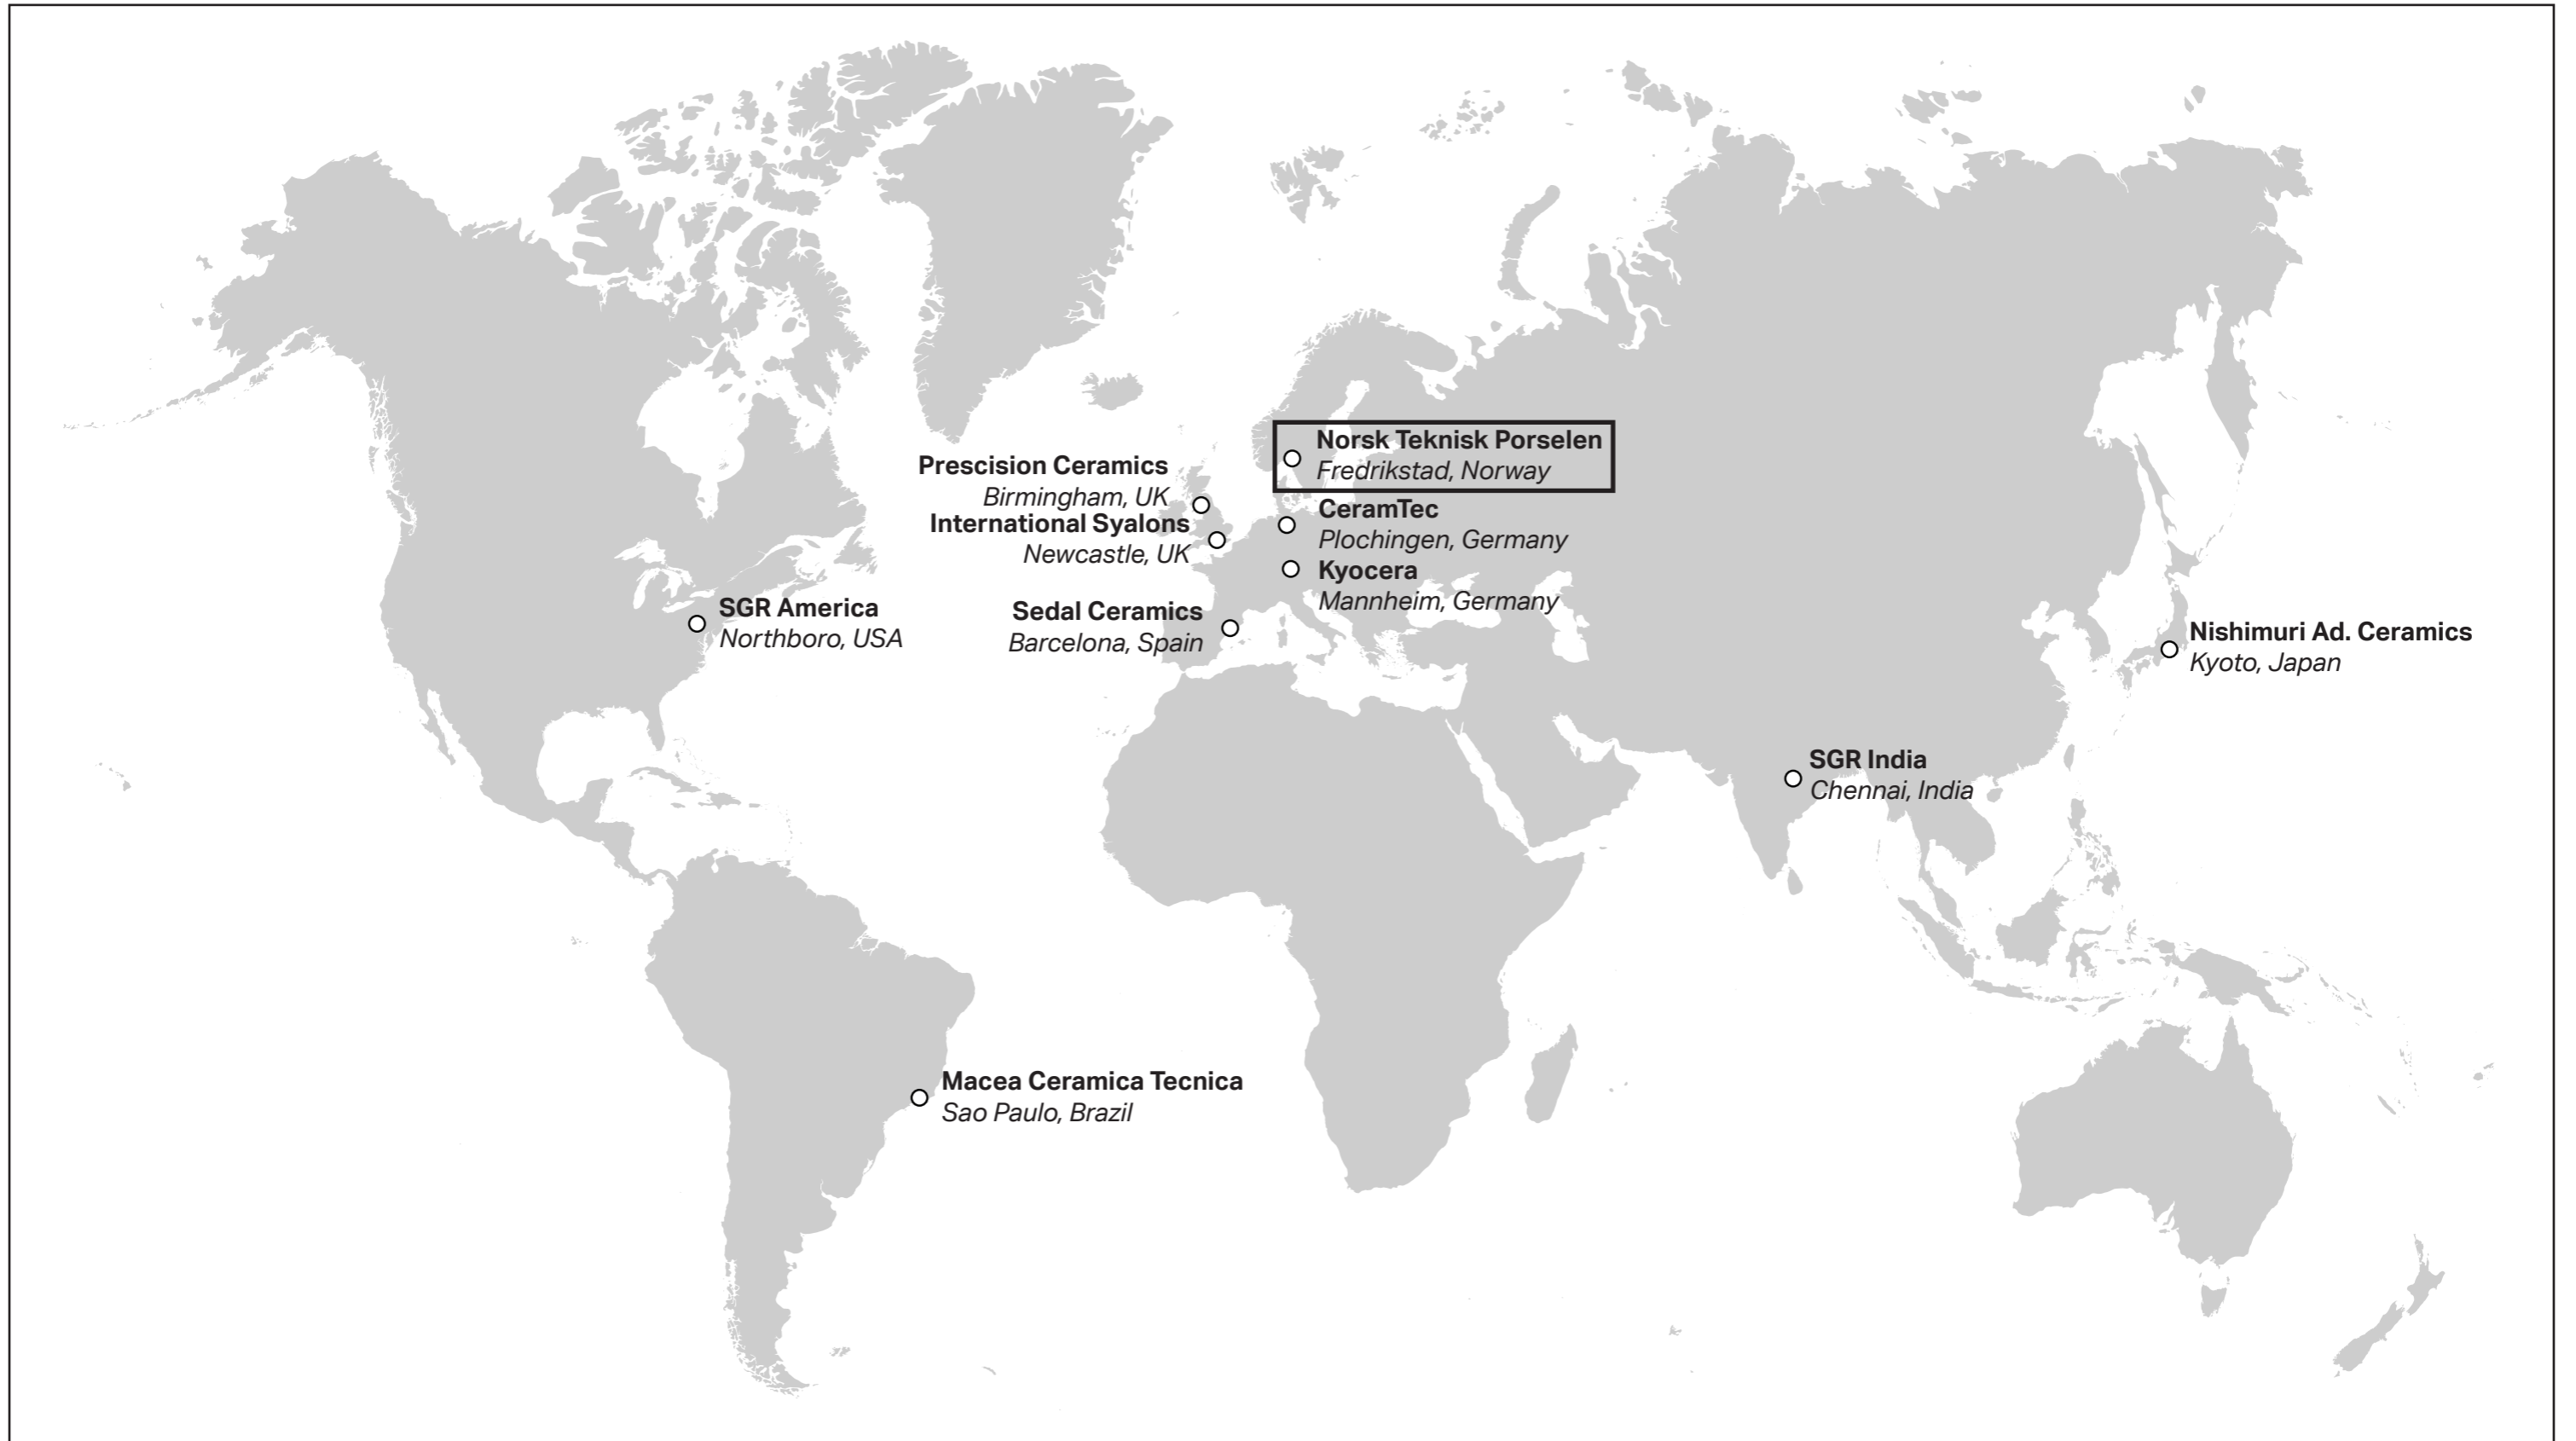 Norsk Teknisk Porselen
Fredrikstad, Norway
Prescision Ceramics
Birmingham, UK
International Syalons
Newcastle, UK
CeramTec
Plochingen, Germany
Kyocera
Mannheim, Germany
SGR America
Northboro, USA
Sedal Ceramics
Barcelona, Spain
Nishimuri Ad. Ceramics
Kyoto, Japan
SGR India
Chennai, India
Macea Ceramica Tecnica
Sao Paulo, Brazil